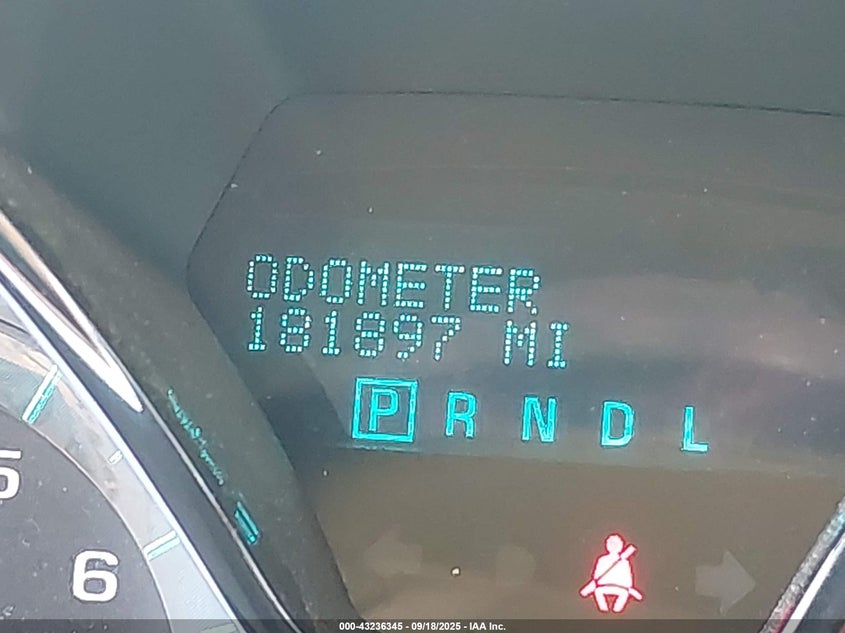 ODOMETER
181897 MI
P R N D L
5
6
000-43236345 - 09/18/2025 - IAA Inc.